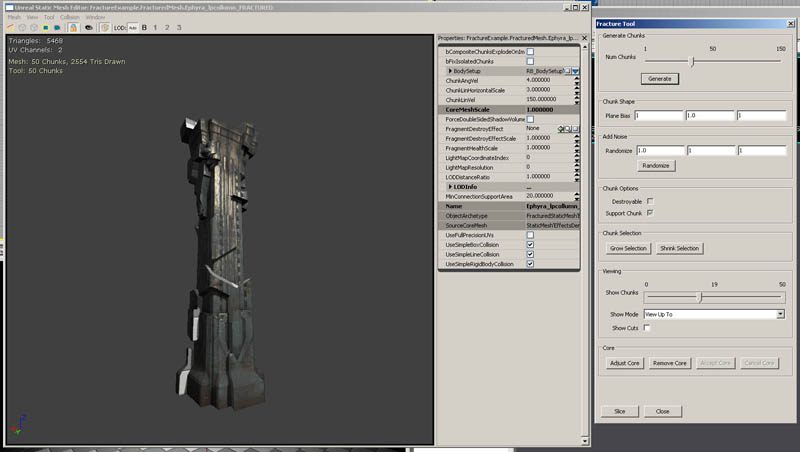 Unreal Static Mesh Editor: FractureExample.FracturedMesh.Ephyra_lpcollumn_FRACTURED
Mesh View Tool Collision Window
LOD: Auto B 1 2 3
Triangles: 5468
UV Channels: 2
Mesh: 50 Chunks, 2554 Tris Drawn
Tool: 50 Chunks
Properties: FractureExample.FracturedMesh.Ephyra_lpc...
bCompositeChunksExplodeOnIm
bFixIsolatedChunks
BodySetup RB_BodySetup'
ChunkAngVel 4.000000
ChunkLinHorizontalScale 3.000000
ChunkLinVel 150.000000
CoreMeshScale 1.000000
ForceDoubleSidedShadowVolume
FragmentDestroyEffect None
FragmentDestroyEffectScale 1.000000
FragmentHealthScale 1.000000
LightMapCoordinateIndex 0
LightMapResolution 0
LODDistanceRatio 1.000000
LODInfo ...
MinConnectionSupportArea 20.000000
Name Ephyra_lpcollumn_
ObjectArchetype FracturedStaticMesh'E
SourceCoreMesh StaticMesh'EffectsDer
UseFullPrecisionUVs
UseSimpleBoxCollision
UseSimpleLineCollision
UseSimpleRigidBodyCollision
Fracture Tool
Generate Chunks
1 50 150
Num Chunks
Generate
Chunk Shape
Plane Bias 1 1.0 1
Add Noise
Randomize 1.0 1 1
Randomize
Chunk Options
Destroyable
Support Chunk
Chunk Selection
Grow Selection Shrink Selection
Viewing
0 19 50
Show Chunks
Show Mode View Up To
Show Cuts
Core
Adjust Core Remove Core Accept Core Cancel Core
Slice Close